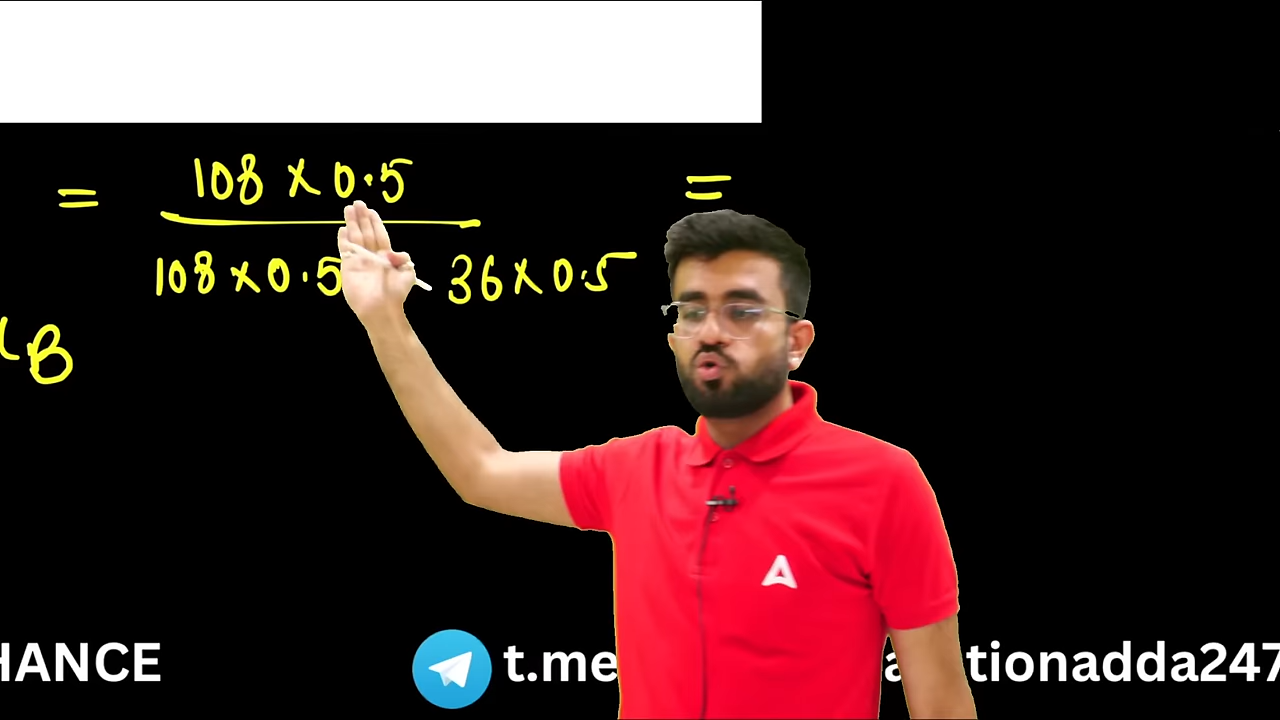 = 108 × 0.5 =
108 × 0.5 36 × 0.5
B
HANCE t.me tionadda247